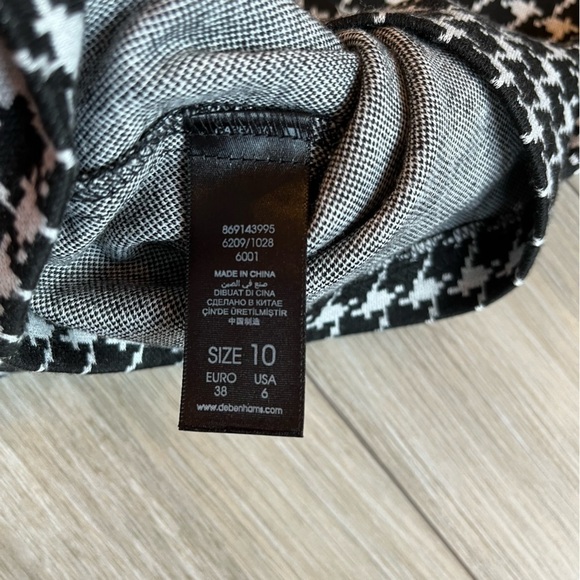 869143995
6209/1028
6001
MADE IN CHINA
صنع في الصين
DIBUAT DI CINA
СДЕЛАНО В КИТАЕ
ÇİN'DE ÜRETİLMİŞTİR
中国制造
SIZE 10
EURO USA
38 6
www.debenhams.com